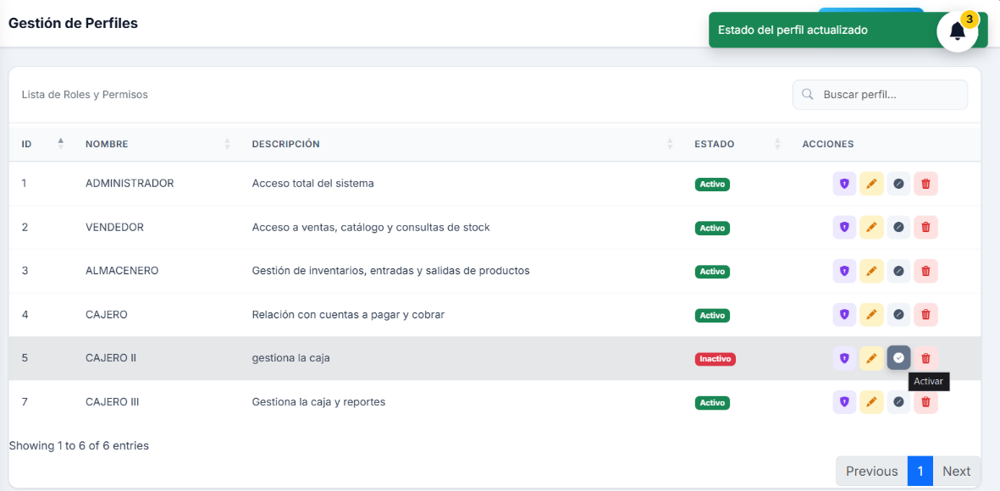 Gestión de Perfiles
Estado del perfil actualizado
3
Lista de Roles y Permisos
Buscar perfil...
ID NOMBRE DESCRIPCIÓN ESTADO ACCIONES
1 ADMINISTRADOR Acceso total del sistema Activo
2 VENDEDOR Acceso a ventas, catálogo y consultas de stock Activo
3 ALMACENERO Gestión de inventarios, entradas y salidas de productos Activo
4 CAJERO Relación con cuentas a pagar y cobrar Activo
5 CAJERO II gestiona la caja Inactivo
Activar
7 CAJERO III Gestiona la caja y reportes Activo
Showing 1 to 6 of 6 entries
Previous 1 Next